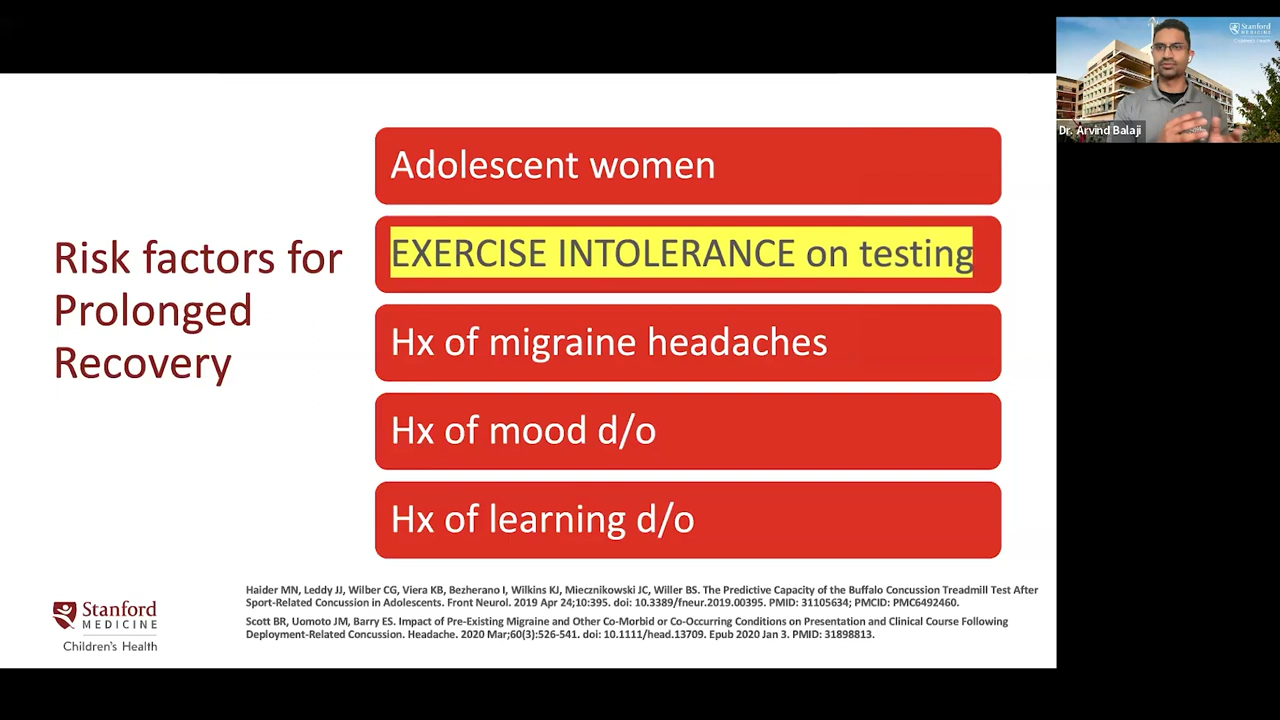 Stanford
MEDICINE
Children's Health
Dr. Arvind Balaji
Risk factors for
Prolonged
Recovery
Adolescent women
EXERCISE INTOLERANCE on testing
Hx of migraine headaches
Hx of mood d/o
Hx of learning d/o
Haider MN, Leddy JJ, Wilber CG, Viera KB, Bezherano I, Wilkins KJ, Miecznikowski JC, Willer BS. The Predictive Capacity of the Buffalo Concussion Treadmill Test After
Sport-Related Concussion in Adolescents. Front Neurol. 2019 Apr 24;10:395. doi: 10.3389/fneur.2019.00395. PMID: 31105634; PMCID: PMC6492460.
Scott BR, Uomoto JM, Barry ES. Impact of Pre-Existing Migraine and Other Co-Morbid or Co-Occurring Conditions on Presentation and Clinical Course Following
Deployment-Related Concussion. Headache. 2020 Mar;60(3):526-541. doi: 10.1111/head.13709. Epub 2020 Jan 3. PMID: 31898813.
Stanford
MEDICINE
Children's Health